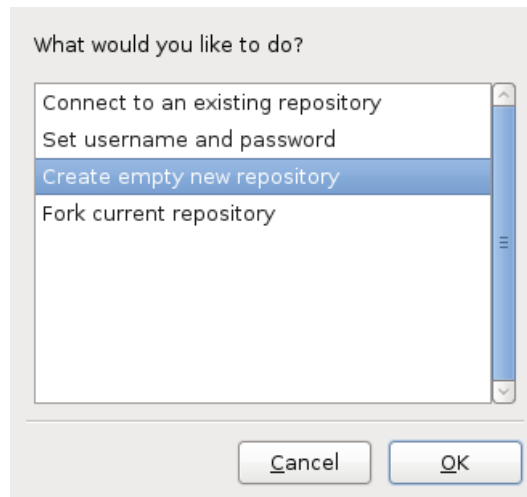 What would you like to do?
Connect to an existing repository
Set username and password
Create empty new repository
Fork current repository
Cancel
OK